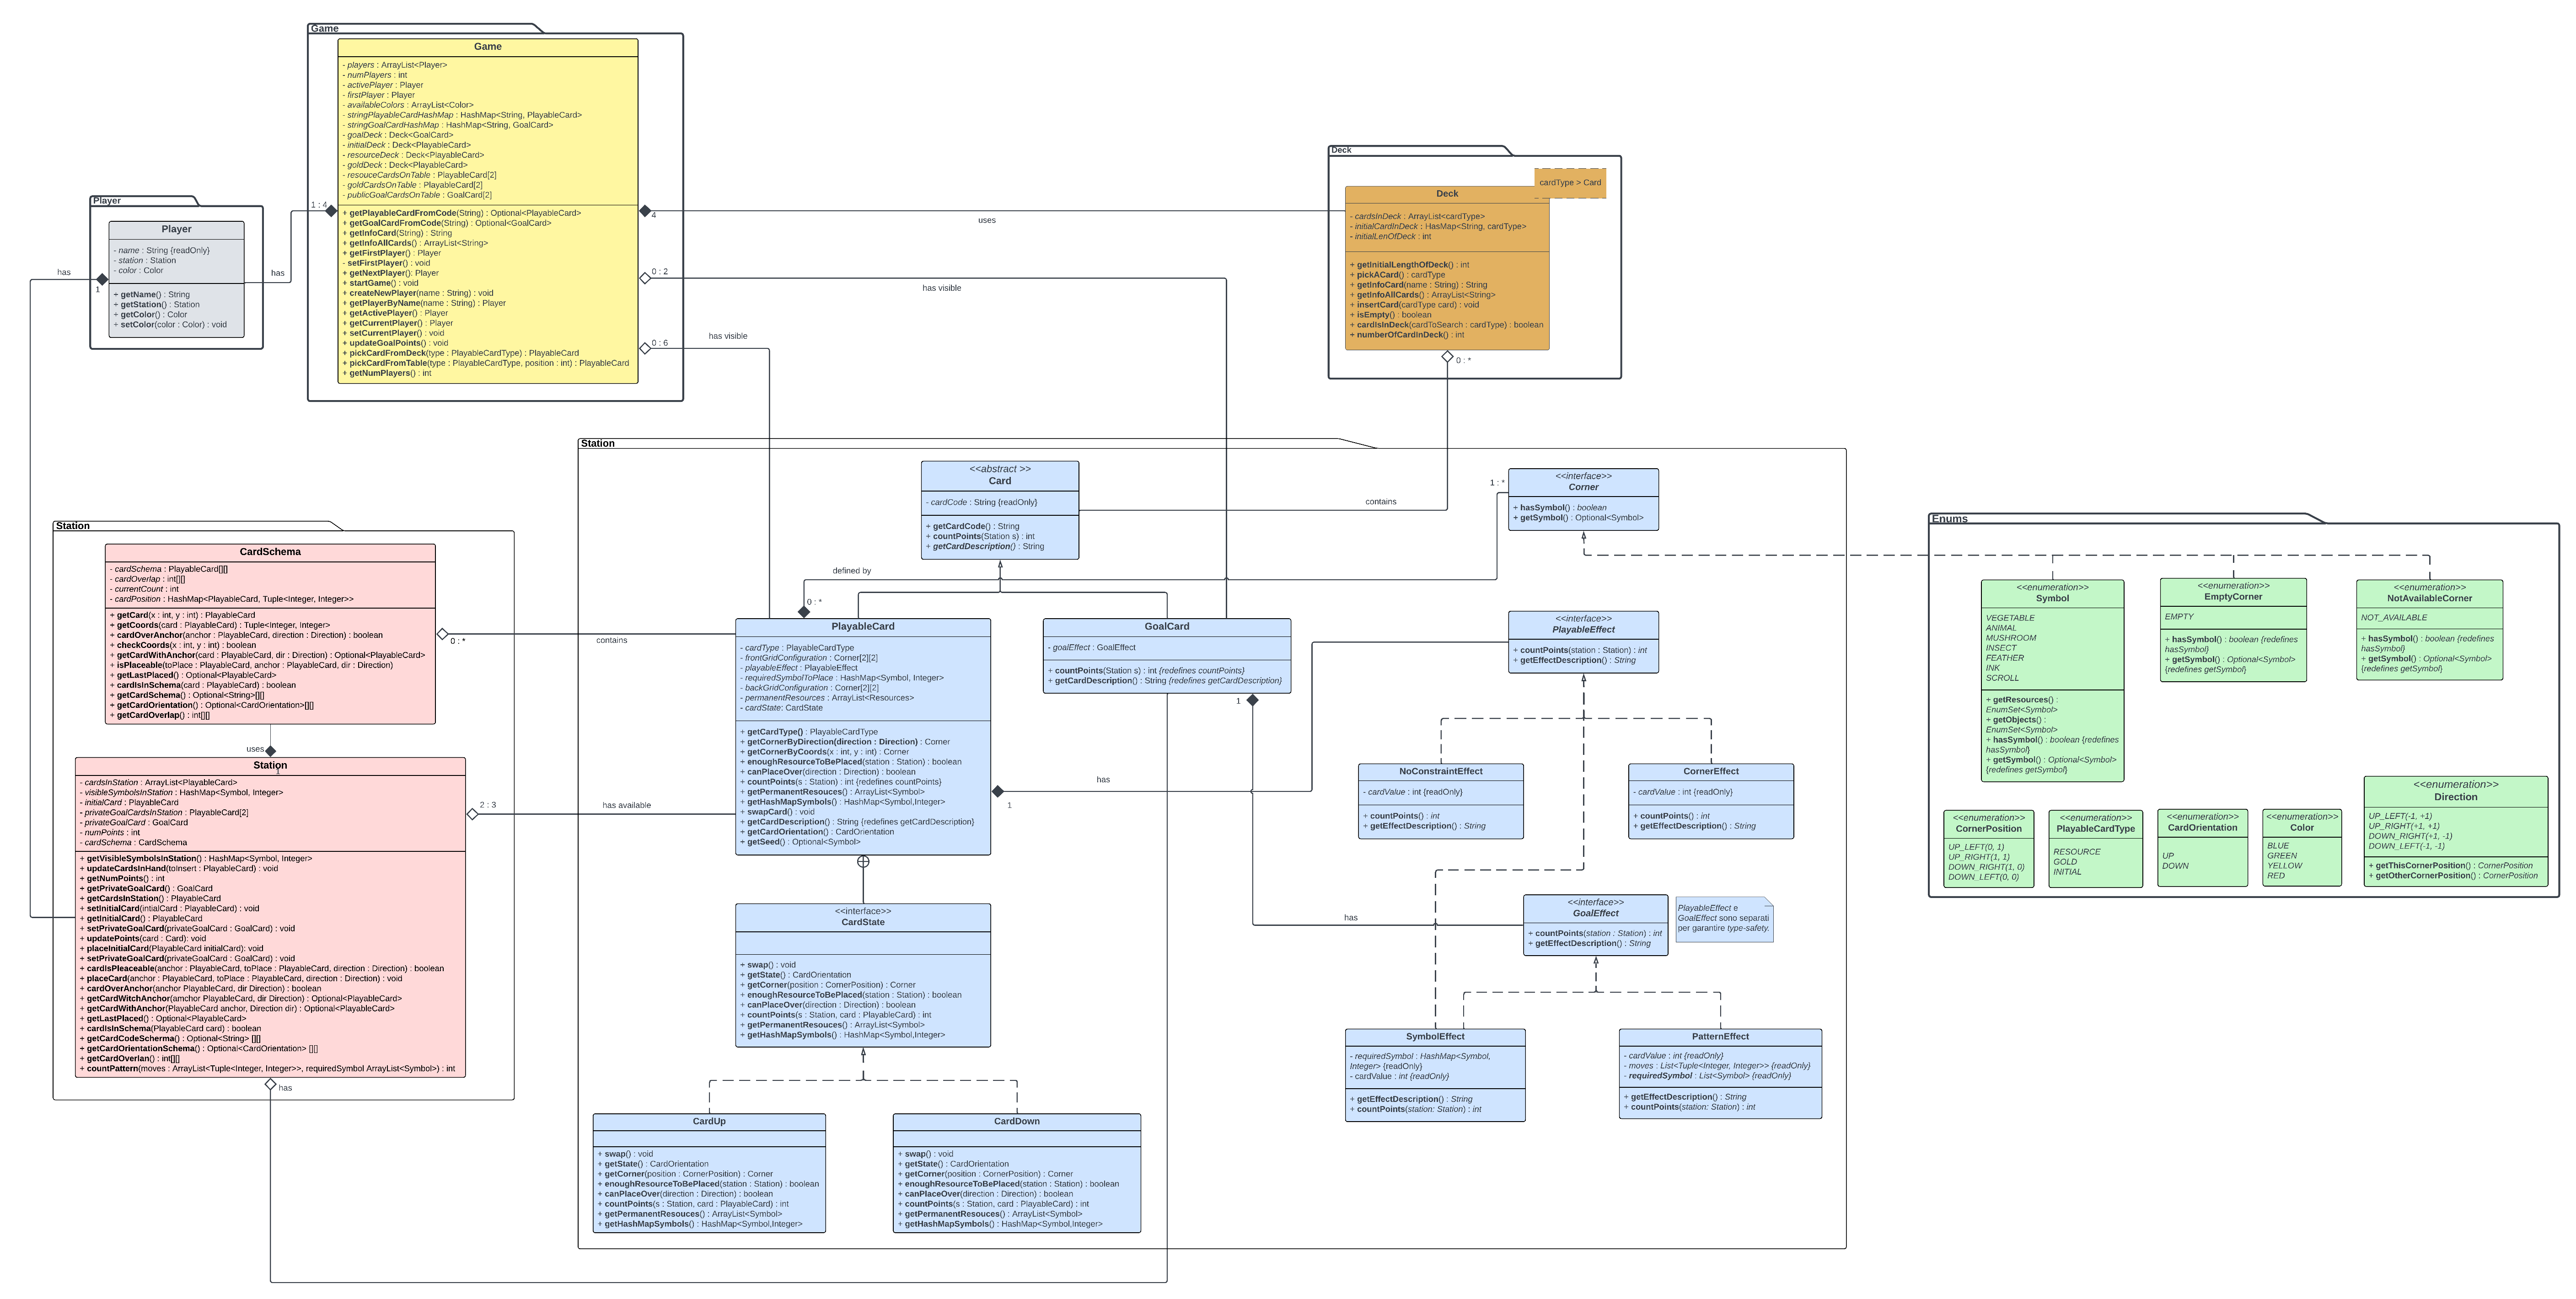 Game
Game
- players : ArrayList<Player>
- numPlayers : int
- activePlayer : Player
- firstPlayer : Player
- availableColors : ArrayList<Color>
- stringPlayableCardHashMap : HashMap<String, PlayableCard>
- stringGoalCardHashMap : HashMap<String, GoalCard>
- goalDeck : Deck<GoalCard>
- initialDeck : Deck<PlayableCard>
- resourceDeck : Deck<PlayableCard>
- goldDeck : Deck<PlayableCard>
- resouceCardsOnTable : PlayableCard[2]
- goldCardsOnTable : PlayableCard[2]
- publicGoalCardsOnTable : GoalCard[2]
+ getPlayableCardFromCode(String) : Optional<PlayableCard>
+ getGoalCardFromCode(String) : Optional<GoalCard>
+ getInfoCard(String) : String
+ getInfoAllCards() : ArrayList<String>
+ getFirstPlayer() : Player
- setFirstPlayer() : void
+ getNextPlayer(): Player
+ startGame() : void
+ createNewPlayer(name : String) : void
+ getPlayerByName(name : String) : Player
+ getActivePlayer() : Player
+ getCurrentPlayer() : Player
+ setCurrentPlayer() : void
+ updateGoalPoints() : void
+ pickCardFromDeck(type : PlayableCardType) : PlayableCard
+ pickCardFromTable(type : PlayableCardType, position : int) : PlayableCard
+ getNumPlayers() : int
1 : 4
4
0 : 2
0 : 6
uses
has visible
has visible
Player
Player
- name : String {readOnly}
- station : Station
- color : Color
+ getName() : String
+ getStation() : Station
+ getColor() : Color
+ setColor(color : Color) : void
has
1
has
Deck
cardType > Card
Deck
- cardsInDeck : ArrayList<cardType>
- initialCardInDeck : HasMap<String, cardType>
- initialLenOfDeck : int
+ getInitialLengthOfDeck() : int
+ pickACard() : cardType
+ getInfoCard(name : String) : String
+ getInfoAllCards() : ArrayList<String>
+ insertCard(cardType card) : void
+ isEmpty() : boolean
+ cardIsInDeck(cardToSearch : cardType) : boolean
+ numberOfCardInDeck() : int
0 : *
contains
Station
CardSchema
- cardSchema : PlayableCard[][]
- cardOverlap : int[][]
- currentCount : int
- cardPosition : HashMap<PlayableCard, Tuple<Integer, Integer>>
+ getCard(x : int, y : int) : PlayableCard
+ getCoords(card : PlayableCard) : Tuple<Integer, Integer>
+ cardOverAnchor(anchor : PlayableCard, direction : Direction) : boolean
+ checkCoords(x : int, y : int) : boolean
+ getCardWithAnchor(card : PlayableCard, dir : Direction) : Optional<PlayableCard>
+ isPlaceable(toPlace : PlayableCard, anchor : PlayableCard, dir : Direction)
+ getLastPlaced() : Optional<PlayableCard>
+ cardIsInSchema(card : PlayableCard) : boolean
+ getCardSchema() : Optional<String>[][]
+ getCardOrientation() : Optional<CardOrientation>[][]
+ getCardOverlap() : int[][]
0 : *
contains
uses
1
Station
- cardsInStation : ArrayList<PlayableCard>
- visibleSymbolsInStation : HashMap<Symbol, Integer>
- initialCard : PlayableCard
- privateGoalCardsInStation : PlayableCard[2]
- privateGoalCard : GoalCard
- numPoints : int
- cardSchema : CardSchema
+ getVisibleSymbolsInStation() : HashMap<Symbol, Integer>
+ updateCardsInHand(toInsert : PlayableCard) : void
+ getNumPoints() : int
+ getPrivateGoalCard() : GoalCard
+ getCardsInStation() : PlayableCard
+ setInitialCard(intialCard : PlayableCard) : void
+ getInitialCard() : PlayableCard
+ setPrivateGoalCard(privateGoalCard : GoalCard) : void
+ updatePoints(card : Card): void
+ placeInitialCard(PlayableCard initialCard): void
+ setPrivateGoalCard(privateGoalCard : GoalCard) : void
+ cardIsPleaceable(anchor : PlayableCard, toPlace : PlayableCard, direction : Direction) : boolean
+ placeCard(anchor : PlayableCard, toPlace : PlayableCard, direction : Direction) : void
+ cardOverAnchor(anchor PlayableCard, dir Direction) : boolean
+ getCardWitchAnchor(amchor PlayableCard, dir Direction) : Optional<PlayableCard>
+ getCardWithAnchor(PlayableCard anchor, Direction dir) : Optional<PlayableCard>
+ getLastPlaced() : Optional<PlayableCard>
+ cardIsInSchema(PlayableCard card) : boolean
+ getCardCodeScherma() : Optional<String> [][]
+ getCardOrientationSchema() : Optional<CardOrientation> [][]
+ getCardOverlan() : int[][]
+ countPattern(moves : ArrayList<Tuple<Integer, Integer>>, requiredSymbol ArrayList<Symbol>) : int
2 : 3
has available
has
Station
<<abstract >>
Card
- cardCode : String {readOnly}
+ getCardCode() : String
+ countPoints(Station s) : int
+ getCardDescription() : String
defined by
0 : *
1 : *
PlayableCard
- cardType : PlayableCardType
- frontGridConfiguration : Corner[2][2]
- playableEffect : PlayableEffect
- requiredSymbolToPlace : HashMap<Symbol, Integer>
- backGridConfiguration : Corner[2][2]
- permanentResources : ArrayList<Resources>
- cardState: CardState
+ getCardType() : PlayableCardType
+ getCornerByDirection(direction : Direction) : Corner
+ getCornerByCoords(x : int, y : int) : Corner
+ enoughResourceToBePlaced(station : Station) : boolean
+ canPlaceOver(direction : Direction) : boolean
+ countPoints(s : Station) : int {redefines countPoints}
+ getPermanentResouces() : ArrayList<Symbol>
+ getHashMapSymbols() : HashMap<Symbol,Integer>
+ swapCard() : void
+ getCardDescription() : String {redefines getCardDescription}
+ getCardOrientation() : CardOrientation
+ getSeed() : Optional<Symbol>
GoalCard
- goalEffect : GoalEffect
+ countPoints(Station s) : int {redefines countPoints}
+ getCardDescription() : String {redefines getCardDescription}
1
has
1
has
<<interface>>
CardState
+ swap() : void
+ getState() : CardOrientation
+ getCorner(position : CornerPosition) : Corner
+ enoughResourceToBePlaced(station : Station) : boolean
+ canPlaceOver(direction : Direction) : boolean
+ countPoints(s : Station, card : PlayableCard) : int
+ getPermanentResouces() : ArrayList<Symbol>
+ getHashMapSymbols() : HashMap<Symbol,Integer>
CardUp
+ swap() : void
+ getState() : CardOrientation
+ getCorner(position : CornerPosition) : Corner
+ enoughResourceToBePlaced(station : Station) : boolean
+ canPlaceOver(direction : Direction) : boolean
+ countPoints(s : Station, card : PlayableCard) : int
+ getPermanentResouces() : ArrayList<Symbol>
+ getHashMapSymbols() : HashMap<Symbol,Integer>
CardDown
+ swap() : void
+ getState() : CardOrientation
+ getCorner(position : CornerPosition) : Corner
+ enoughResourceToBePlaced(station : Station) : boolean
+ canPlaceOver(direction : Direction) : boolean
+ countPoints(s : Station, card : PlayableCard) : int
+ getPermanentResouces() : ArrayList<Symbol>
+ getHashMapSymbols() : HashMap<Symbol,Integer>
<<interface>>
Corner
+ hasSymbol() : boolean
+ getSymbol() : Optional<Symbol>
<<interface>>
PlayableEffect
+ countPoints(station : Station) : int
+ getEffectDescription() : String
NoConstraintEffect
- cardValue : int {readOnly}
+ countPoints() : int
+ getEffectDescription() : String
CornerEffect
- cardValue : int {readOnly}
+ countPoints() : int
+ getEffectDescription() : String
<<interface>>
GoalEffect
+ countPoints(station : Station) : int
+ getEffectDescription() : String
PlayableEffect e
GoalEffect sono separati
per garantire type-safety.
SymbolEffect
- requiredSymbol : HashMap<Symbol,
Integer> {readOnly}
- cardValue : int {readOnly}
+ getEffectDescription() : String
+ countPoints(station: Station) : int
PatternEffect
- cardValue : int {readOnly}
- moves : List<Tuple<Integer, Integer>> {readOnly}
- requiredSymbol : List<Symbol> {readOnly}
+ getEffectDescription() : String
+ countPoints(station: Station) : int
Enums
<<enumeration>>
Symbol
VEGETABLE
ANIMAL
MUSHROOM
INSECT
FEATHER
INK
SCROLL
+ getResources() :
EnumSet<Symbol>
+ getObjects() :
EnumSet<Symbol>
+ hasSymbol() : boolean {redefines
hasSymbol}
+ getSymbol() : Optional<Symbol>
{redefines getSymbol}
<<enumeration>>
EmptyCorner
EMPTY
+ hasSymbol() : boolean {redefines
hasSymbol}
+ getSymbol() : Optional<Symbol>
{redefines getSymbol}
<<enumeration>>
NotAvailableCorner
NOT_AVAILABLE
+ hasSymbol() : boolean {redefines
hasSymbol}
+ getSymbol() : Optional<Symbol>
{redefines getSymbol}
<<enumeration>>
CornerPosition
UP_LEFT(0, 1)
UP_RIGHT(1, 1)
DOWN_RIGHT(1, 0)
DOWN_LEFT(0, 0)
<<enumeration>>
PlayableCardType
RESOURCE
GOLD
INITIAL
<<enumeration>>
CardOrientation
UP
DOWN
<<enumeration>>
Color
BLUE
GREEN
YELLOW
RED
<<enumeration>>
Direction
UP_LEFT(-1, +1)
UP_RIGHT(+1, +1)
DOWN_RIGHT(+1, -1)
DOWN_LEFT(-1, -1)
+ getThisCornerPosition() : CornerPosition
+ getOtherCornerPosition() : CornerPosition